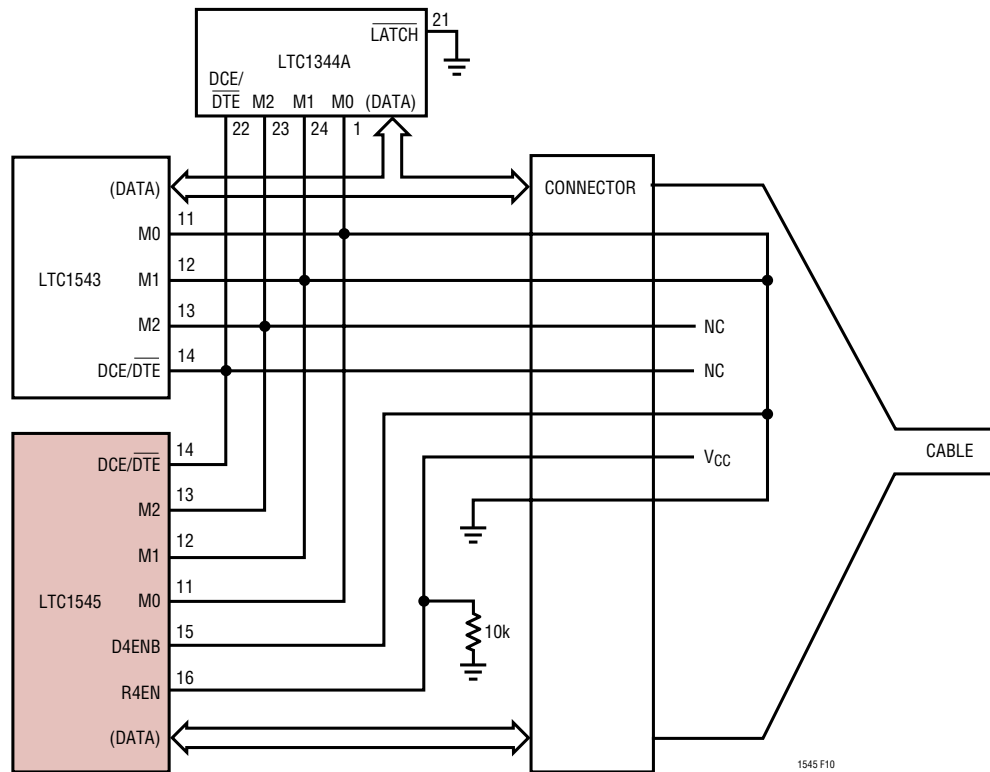 LATCH
21
LTC1344A
DCE/
DTE M2 M1 M0 (DATA)
22 23 24 1
(DATA)
11
M0
12
LTC1543 M1
13
M2
14
DCE/DTE
CONNECTOR
NC
NC
VCC
CABLE
14
DCE/DTE
13
M2
12
M1
11
LTC1545 M0
15
D4ENB
16
R4EN
(DATA)
10k
1545 F10